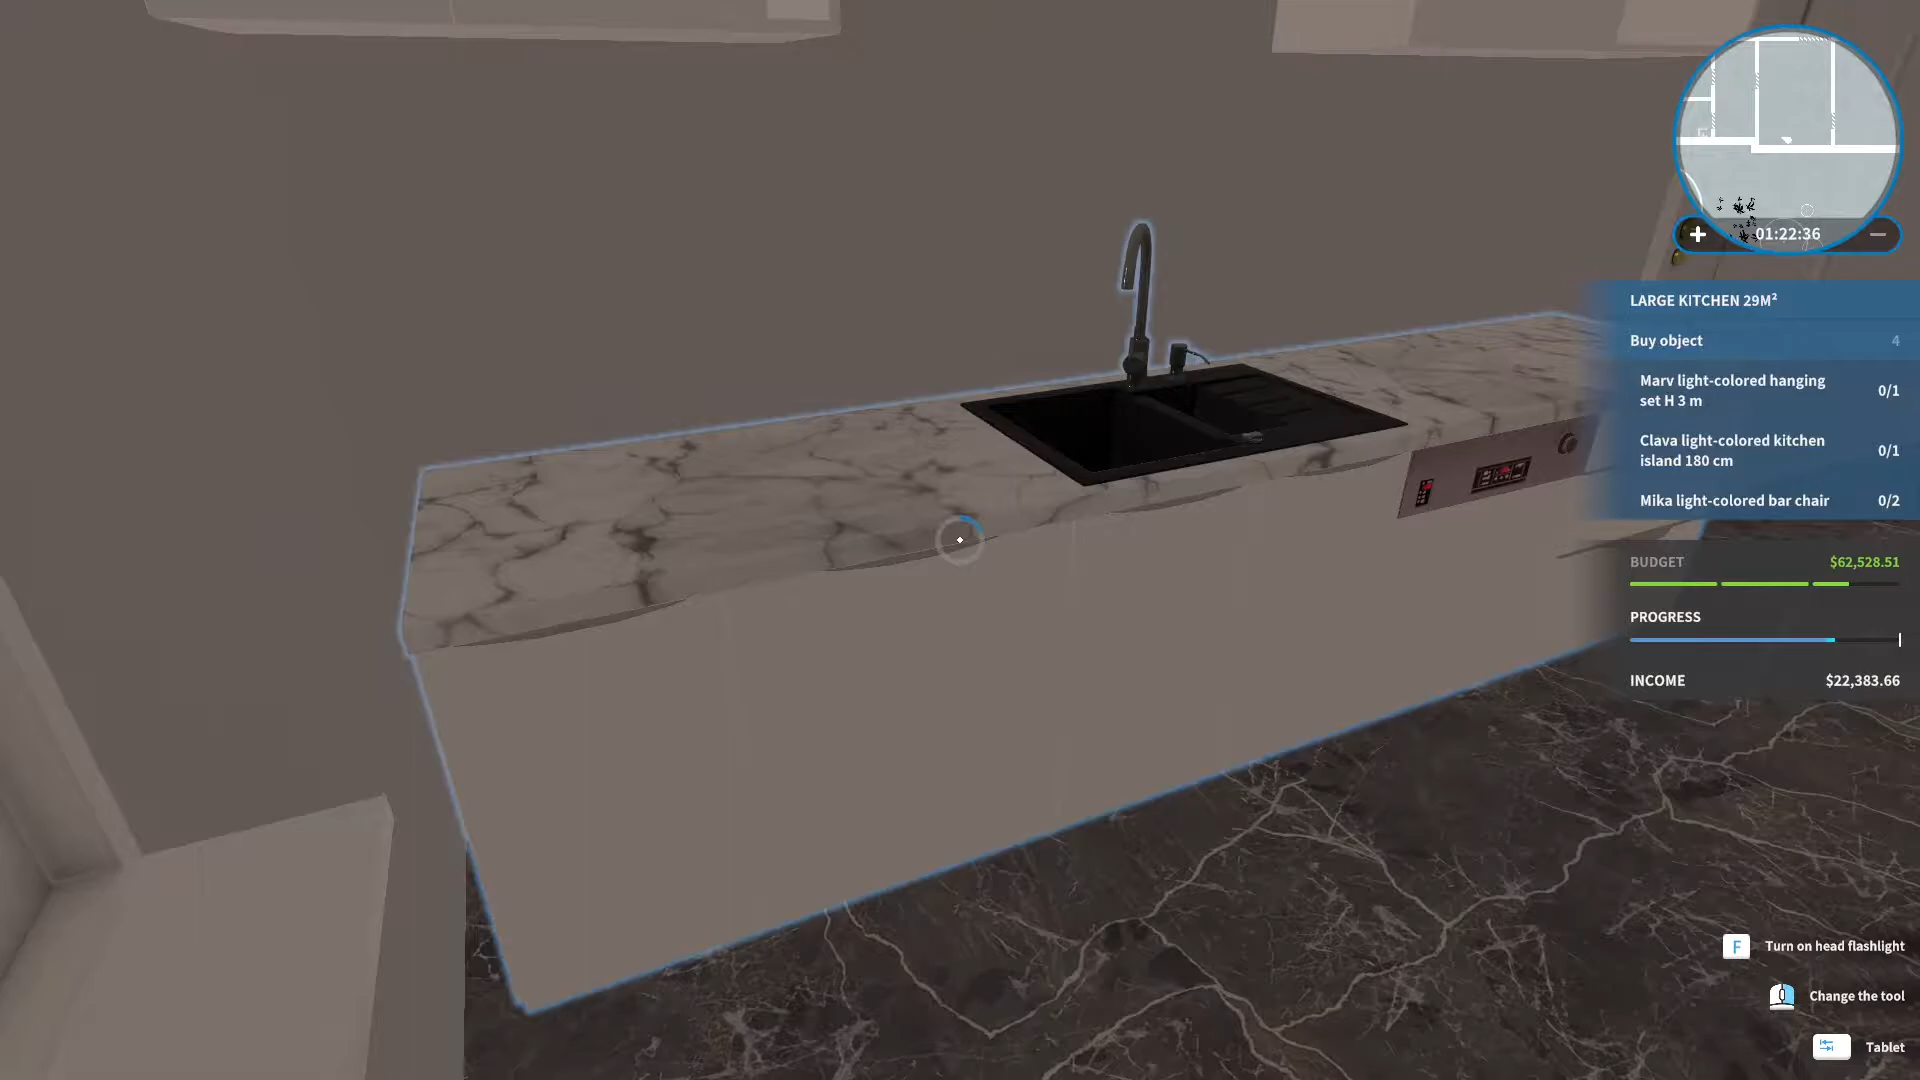 01:22:36
LARGE KITCHEN 29M²
Buy object 4
Marv light-colored hanging
set H 3 m 0/1
Clava light-colored kitchen
island 180 cm 0/1
Mika light-colored bar chair 0/2
BUDGET $62,528.51
PROGRESS
INCOME $22,383.66
F Turn on head flashlight
Change the tool
Tablet